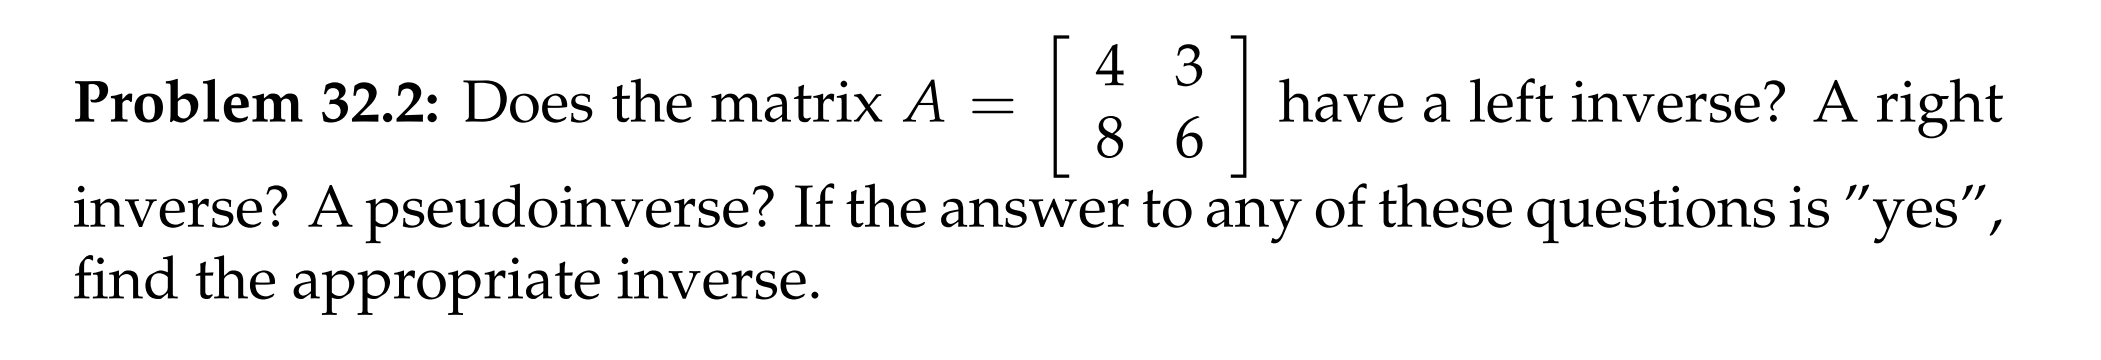 Problem 32.2: Does the matrix A = [ 4 3 ; 8 6 ] have a left inverse? A right
inverse? A pseudoinverse? If the answer to any of these questions is ”yes”,
find the appropriate inverse.